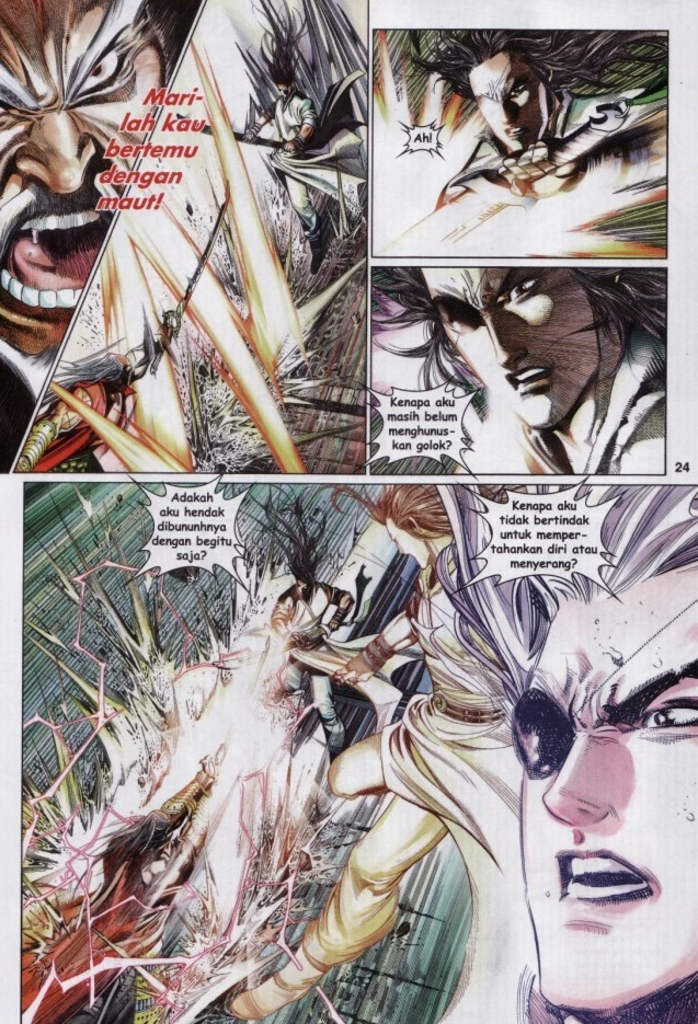 Mari-
lah kau
bertemu
dengan
maut!
Ah!
Kenapa aku
masih belum
menghunus-
kan golok?
24
Adakah
aku hendak
dibununhnya
dengan begitu
saja?
Kenapa aku
tidak bertindak
untuk memper-
tahankan diri atau
menyerang?